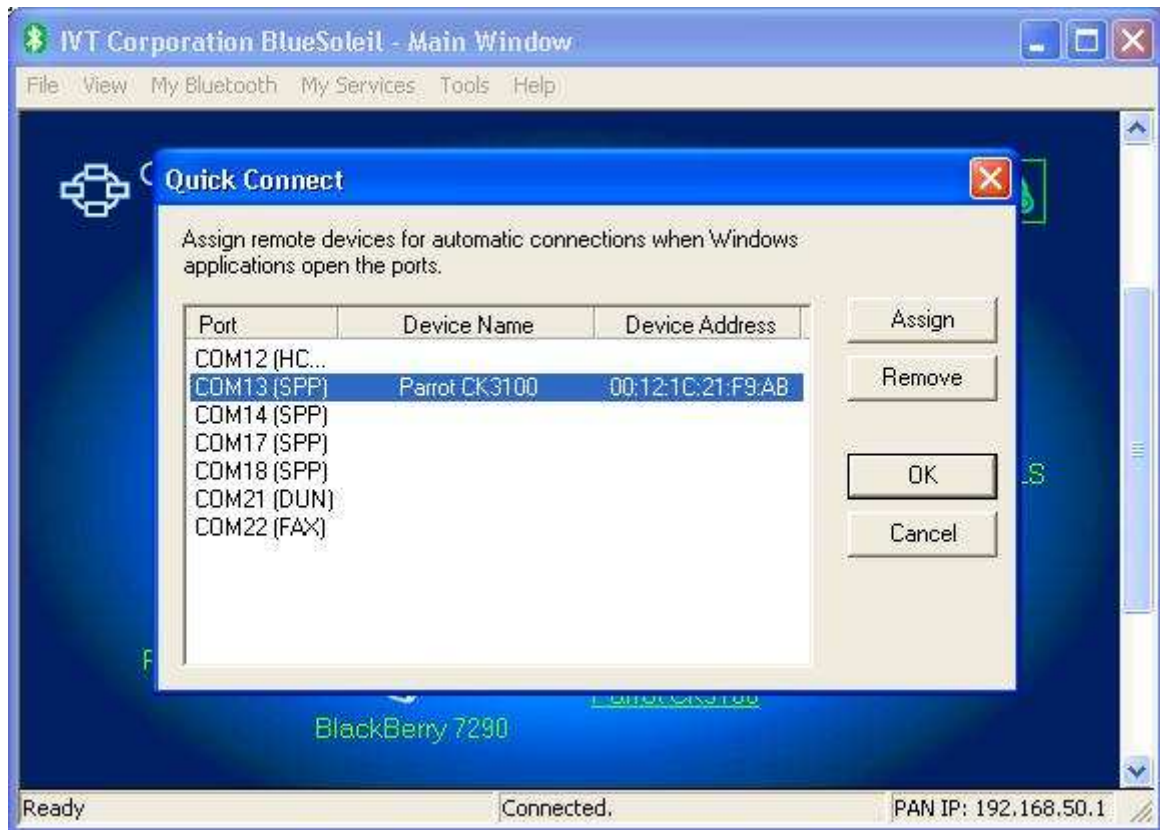 IVT Corporation BlueSoleil - Main Window
File View My Bluetooth My Services Tools Help
Quick Connect
Assign remote devices for automatic connections when Windows
applications open the ports.
Port Device Name Device Address
COM12 (HC...
COM13 (SPP) Parrot CK3100 00:12:1C:21:F9:AB
COM14 (SPP)
COM17 (SPP)
COM18 (SPP)
COM21 (DUN)
COM22 (FAX)
Assign
Remove
OK
Cancel
Parrot CK3100
BlackBerry 7290
Ready Connected. PAN IP: 192.168.50.1